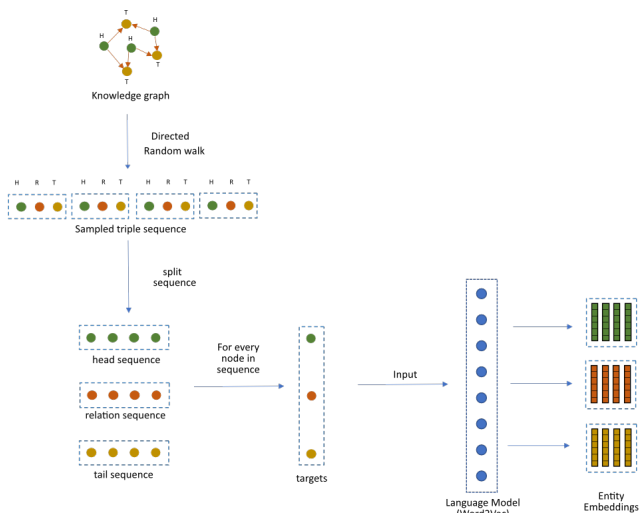 T
H
H
H
T
T
Knowledge graph
Directed
Random walk
H R T H R T H R T H R T
Sampled triple sequence
split
sequence
head sequence
For every
node in
sequence
Input
relation sequence
tail sequence
targets
Language Model
(Word2Vec)
Entity
Embeddings